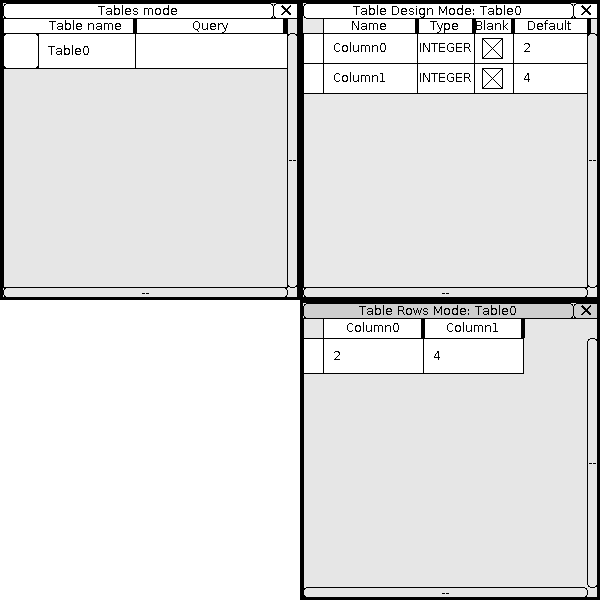 Tables mode
Table name Query
Table0
Table Design Mode: Table0
Name Type Blank Default
Column0 INTEGER 2
Column1 INTEGER 4
Table Rows Mode: Table0
Column0 Column1
2 4